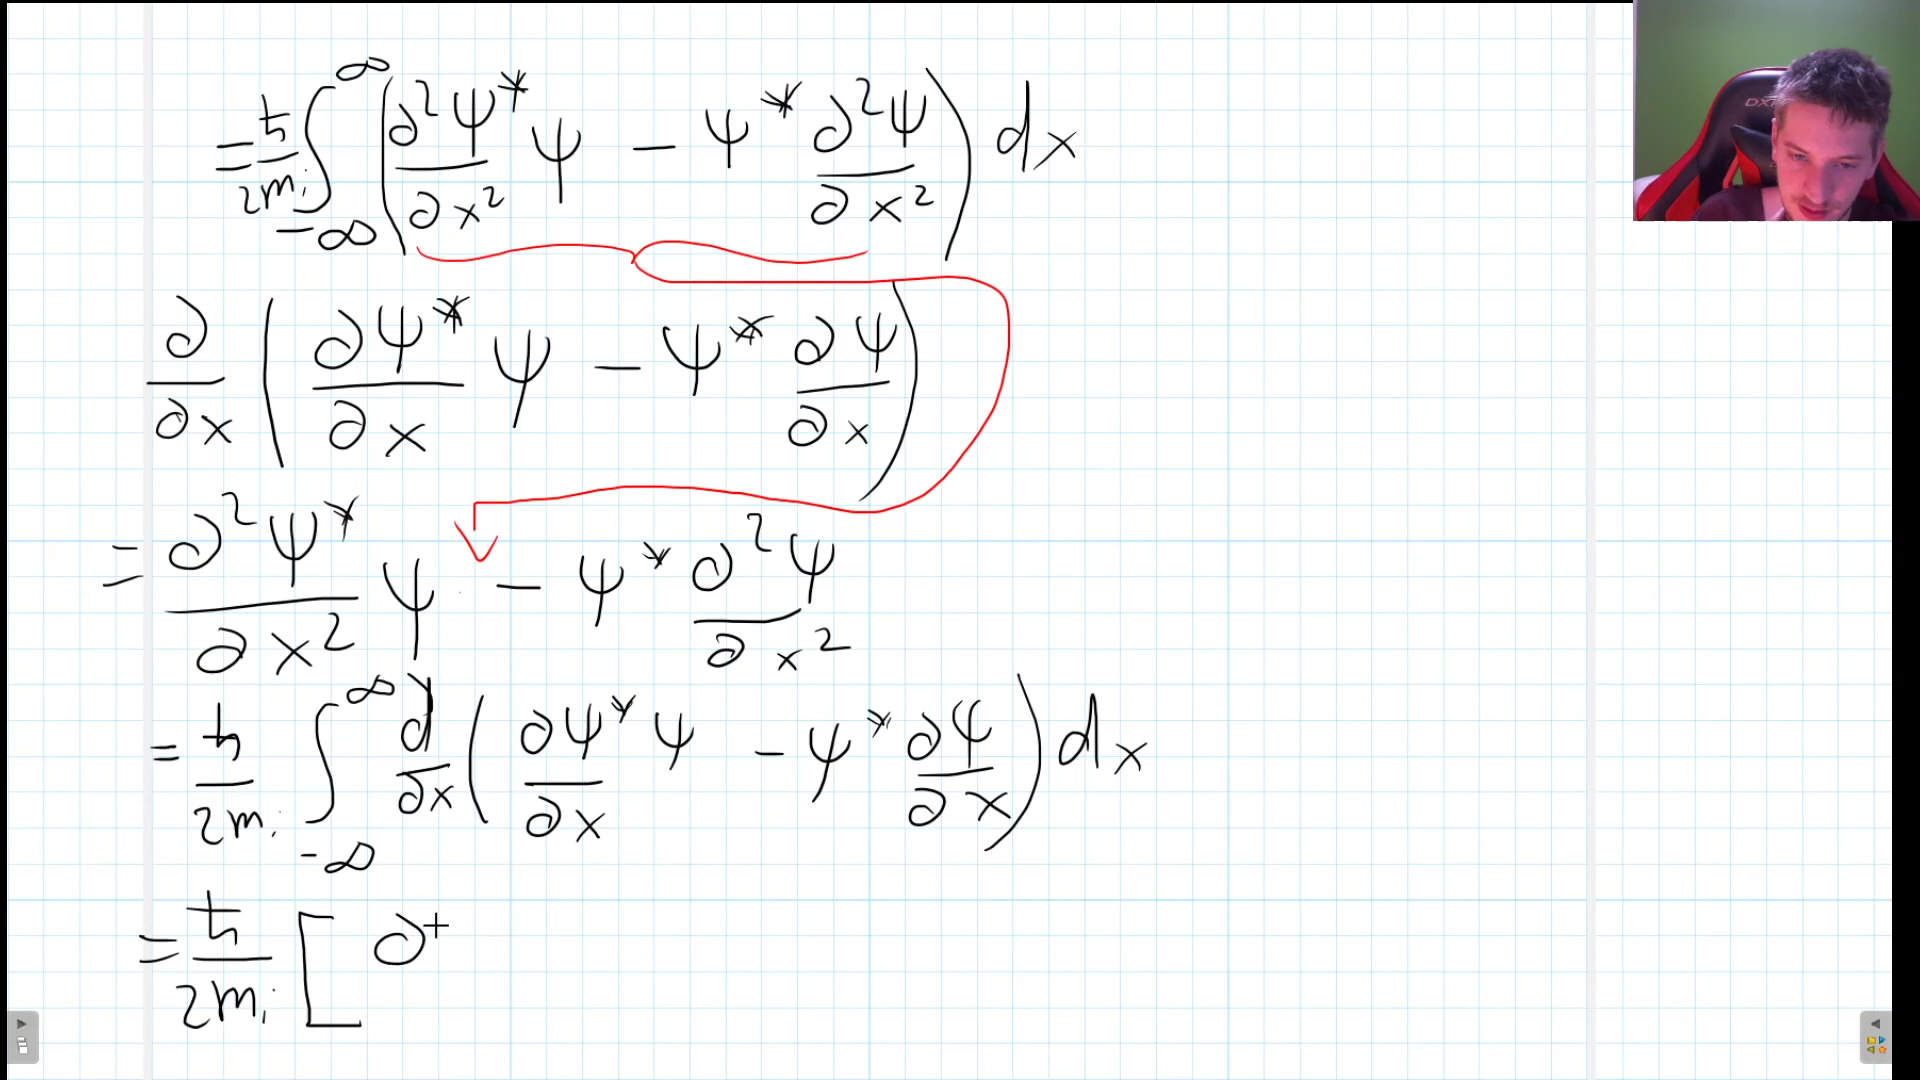 = ℏ/2mi ∫_{-∞}^{∞} (∂²Ψ*/∂x² Ψ − Ψ* ∂²Ψ/∂x²) dx
∂/∂x (∂Ψ*/∂x Ψ − Ψ* ∂Ψ/∂x)
= ∂²Ψ*/∂x² Ψ − Ψ* ∂²Ψ/∂x²
= ℏ/2mi ∫_{-∞}^{∞} ∂/∂x (∂Ψ*/∂x Ψ − Ψ* ∂Ψ/∂x) dx
= ℏ/2mi [ ∂